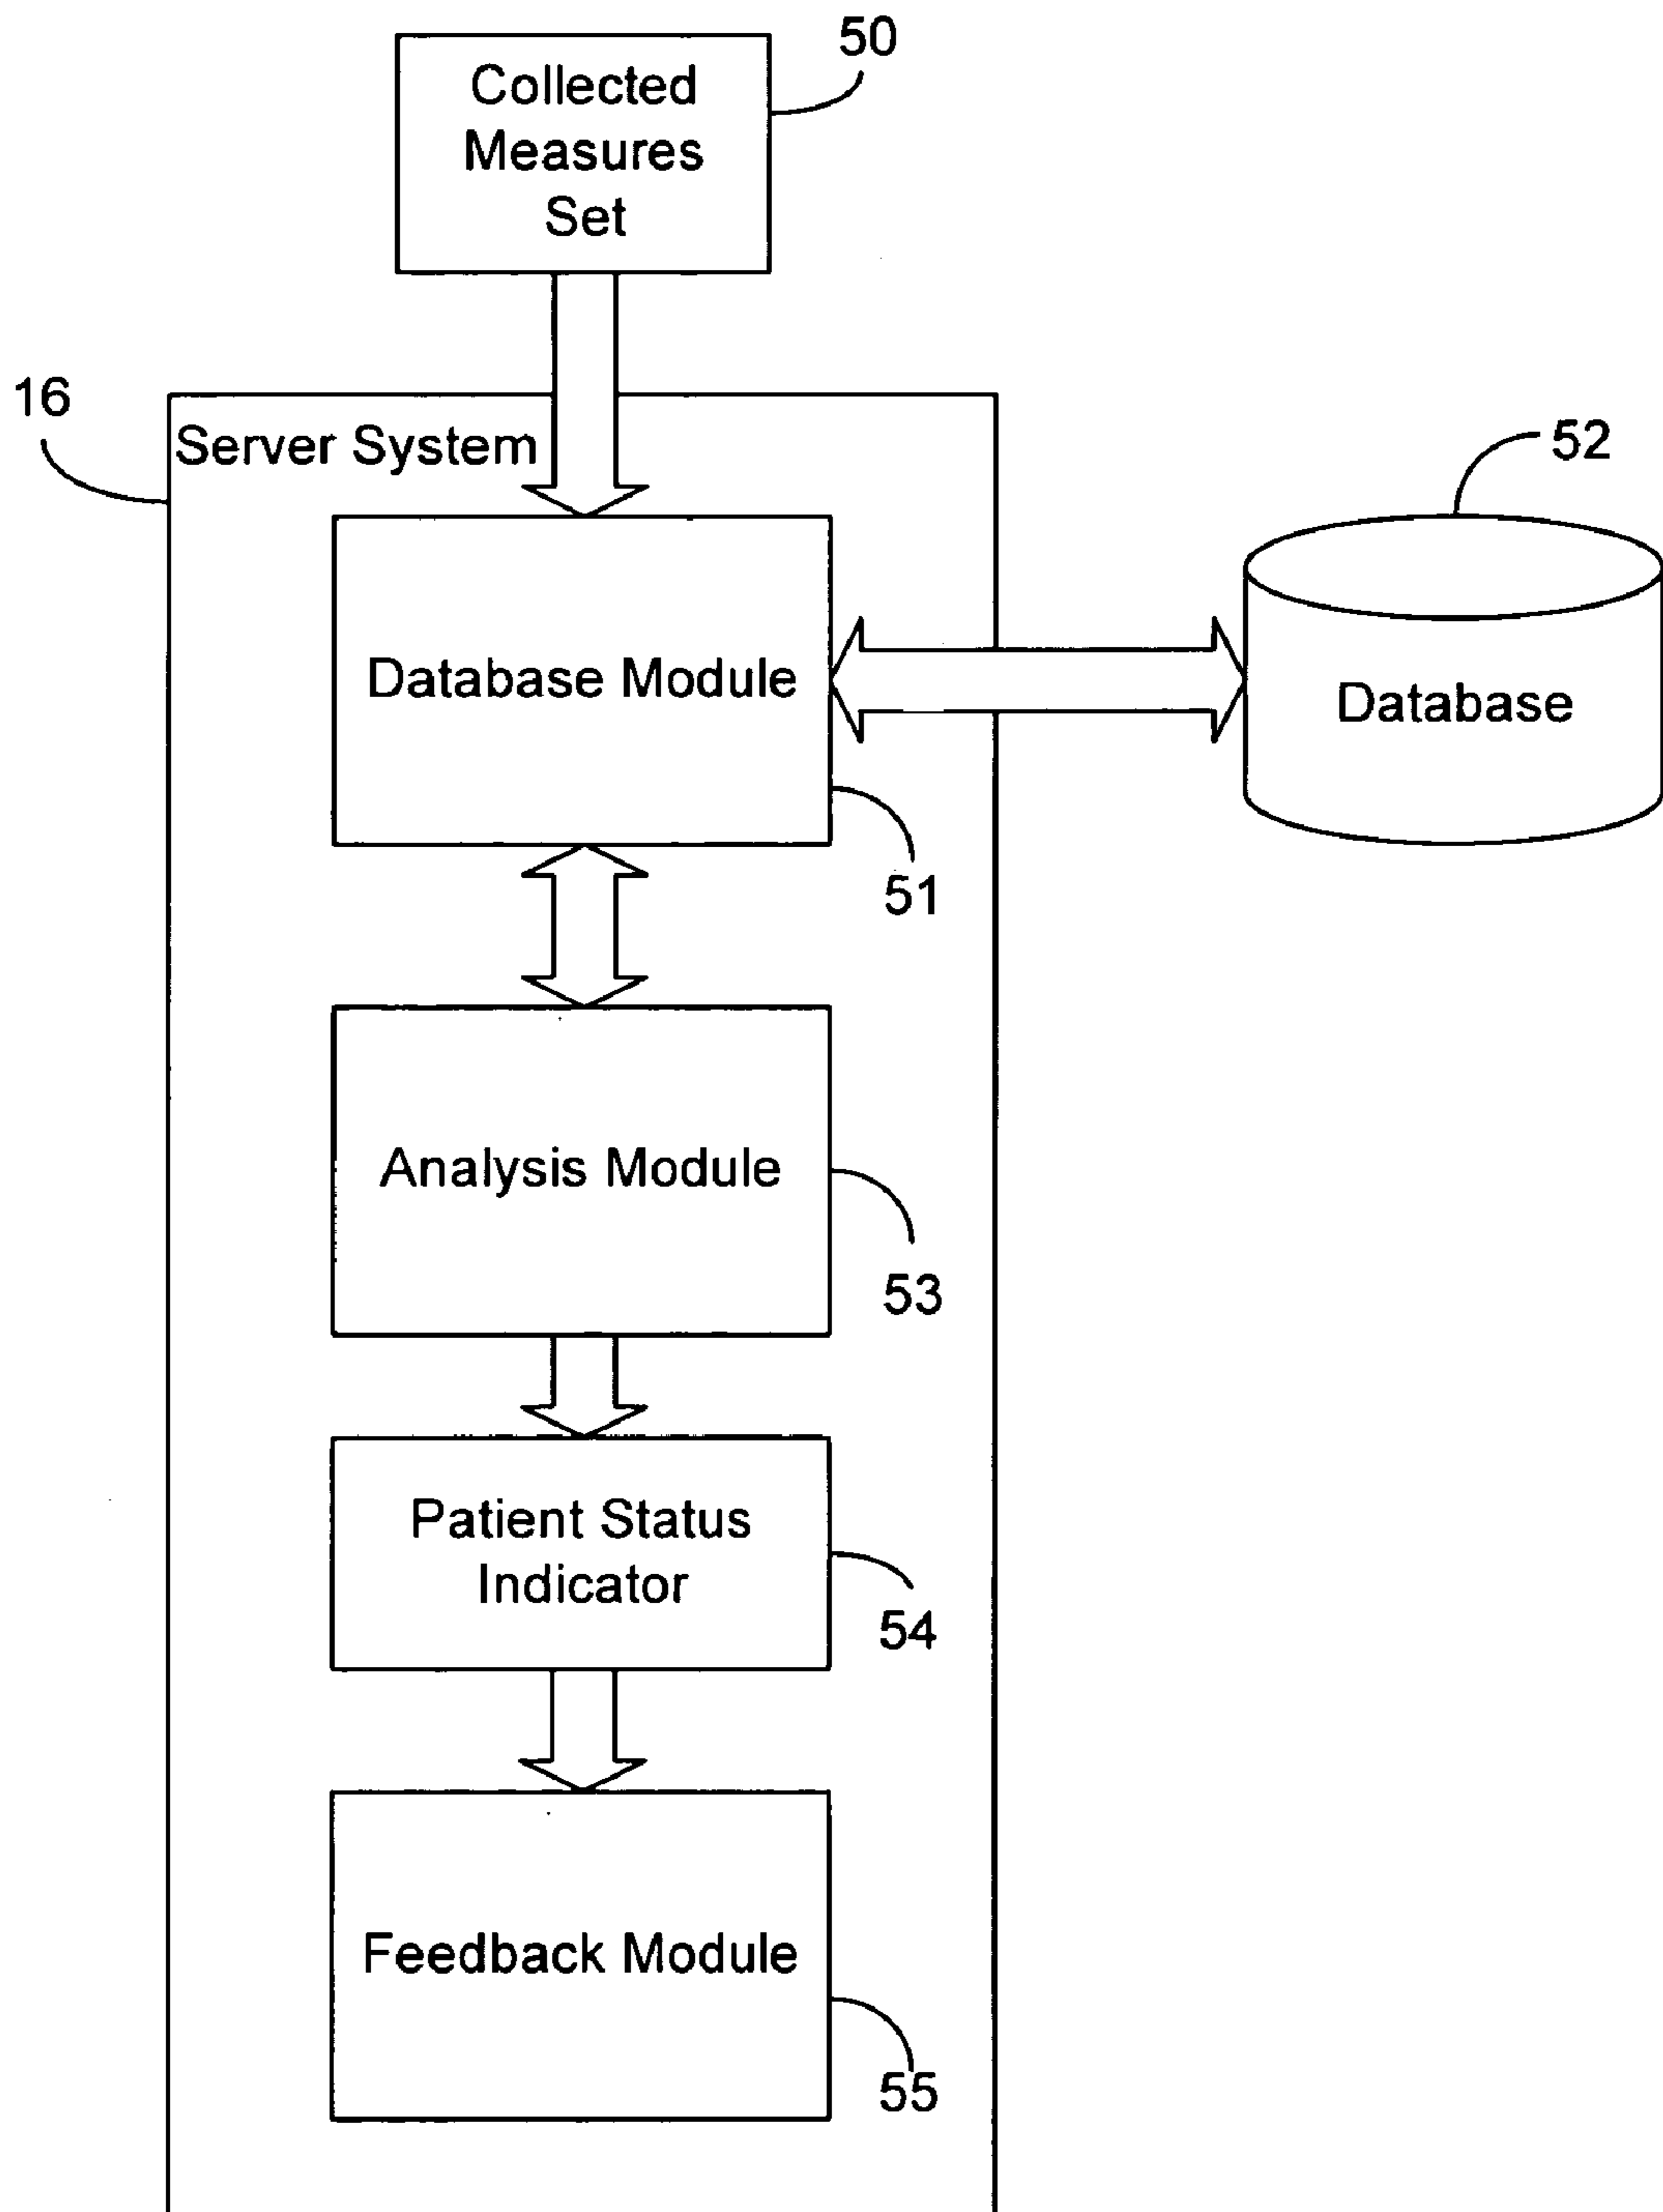 50
Collected
Measures
Set
16
Server System
52
Database Module
Database
51
Analysis Module
53
Patient Status
Indicator
54
Feedback Module
55